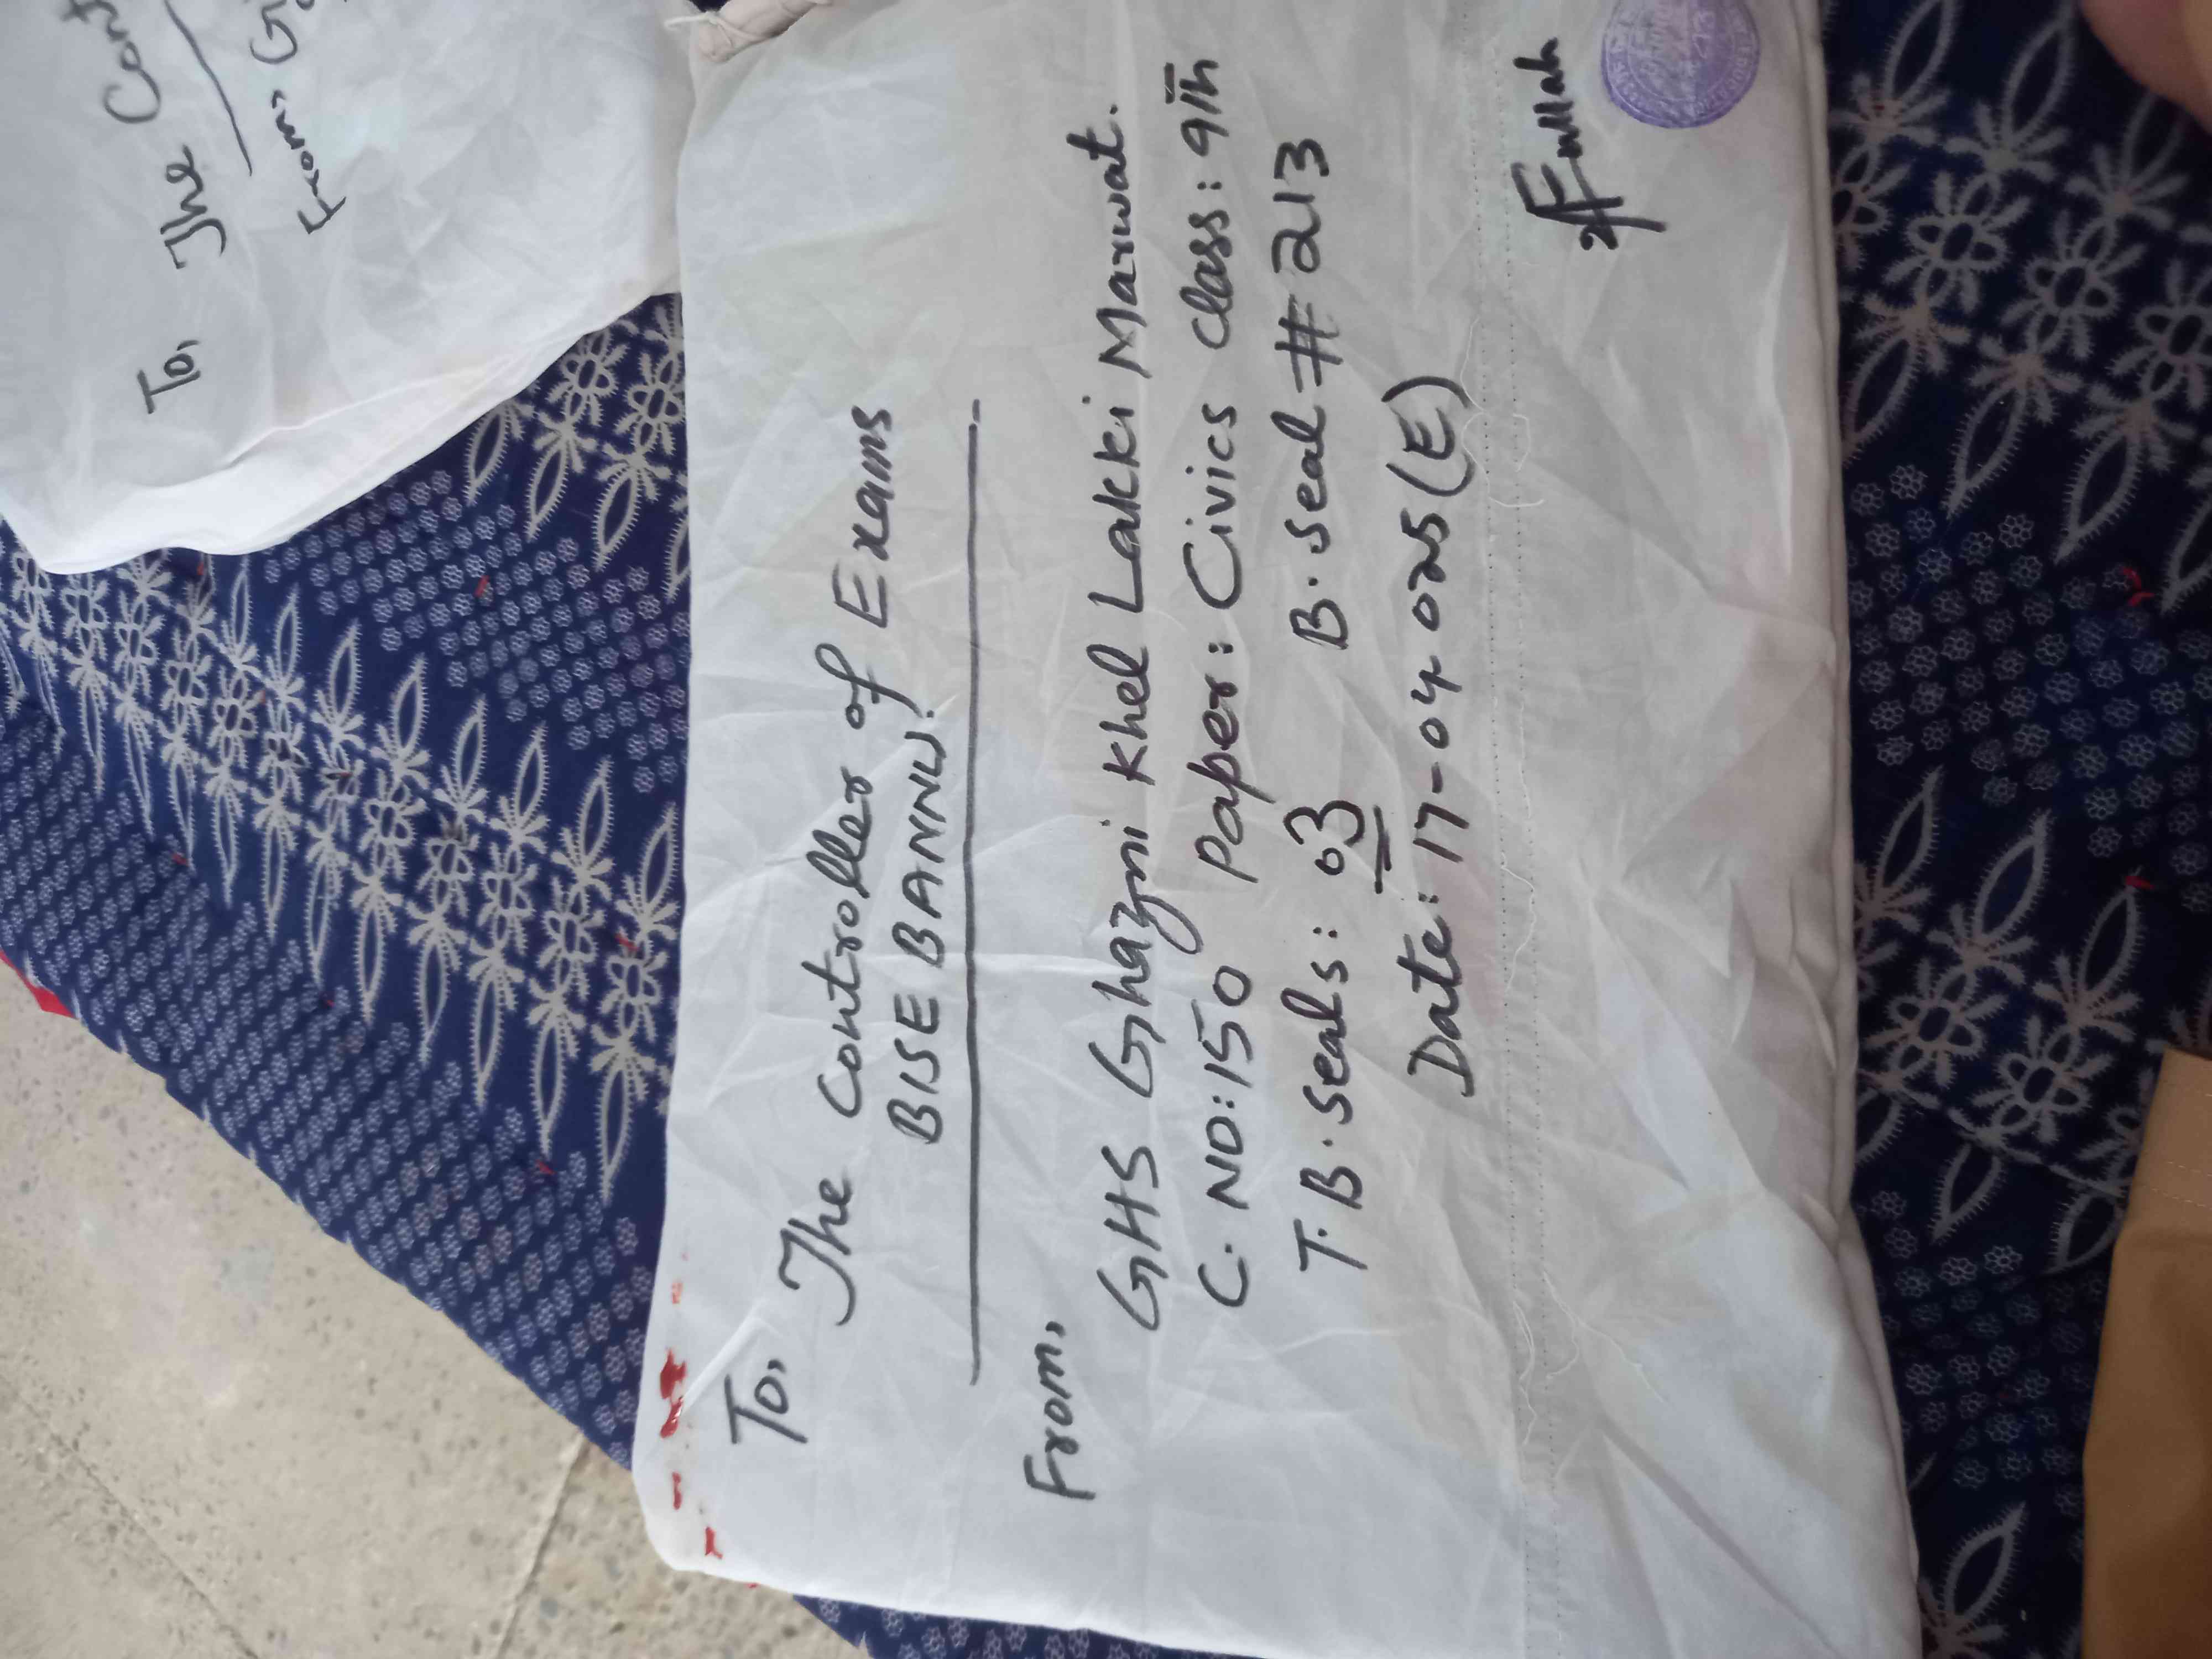 To,
The Controller of Exams
BISE BANNU.
From,
GHS Ghazni Khel Lakki Marwat.
C. NO:150 Paper: Civics Class: 9th
T.B. Seals: 03 B. Seal # 213
Date: 17-04-025(E)
To,
The
From,